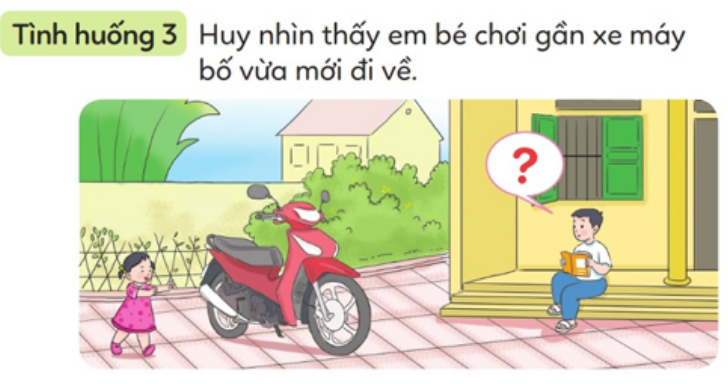 Tình huống 3 Huy nhìn thấy em bé chơi gần xe máy
bố vừa mới đi về.
?